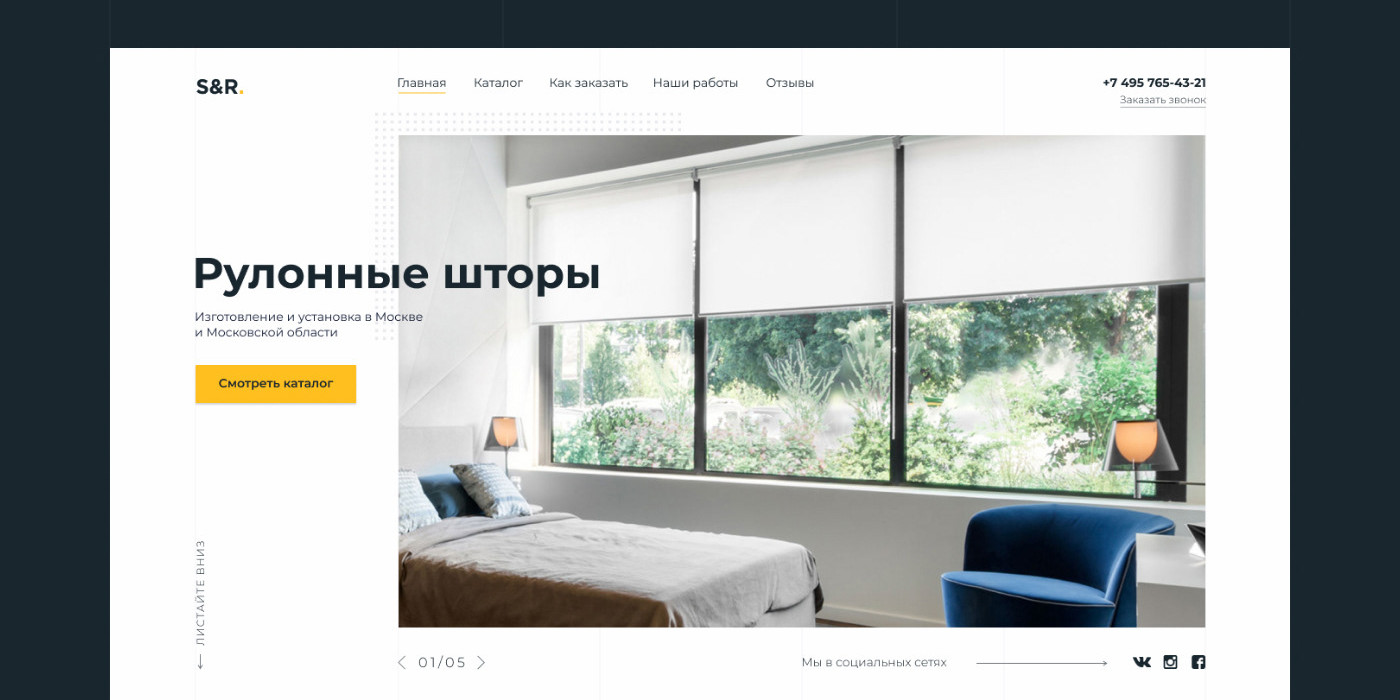 S&R.
Главная
Каталог
Как заказать
Наши работы
Отзывы
+7 495 765-43-21
Заказать звонок
Рулонные шторы
Изготовление и установка в Москве
и Московской области
Смотреть каталог
ЛИСТАЙТЕ ВНИЗ
01/05
Мы в социальных сетях